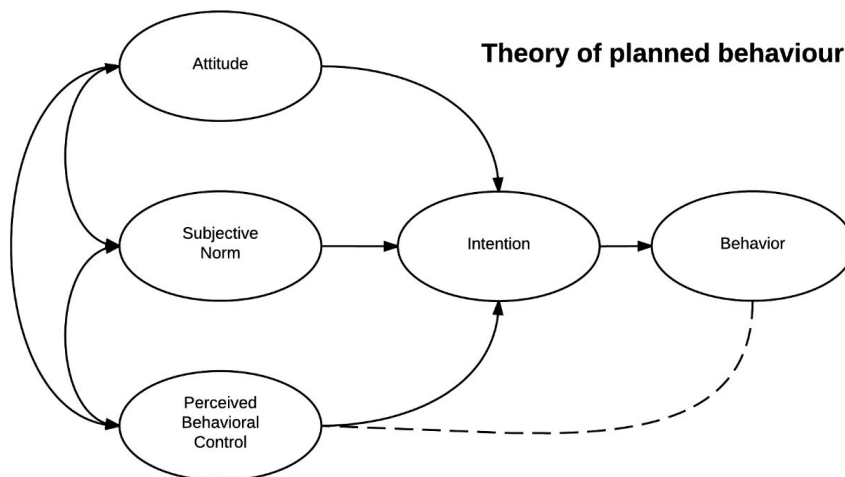 Theory of planned behaviour
Attitude
Subjective
Norm
Intention
Behavior
Perceived
Behavioral
Control